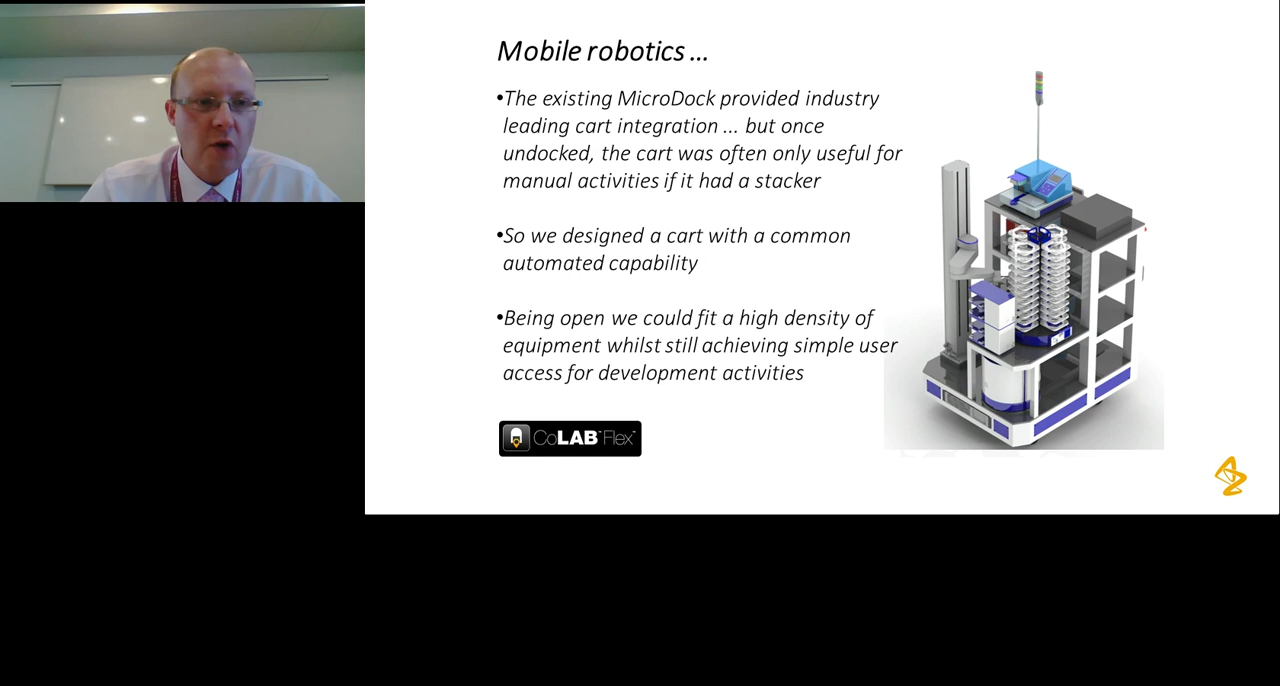 Mobile robotics ...
•The existing MicroDock provided industry
leading cart integration ... but once
undocked, the cart was often only useful for
manual activities if it had a stacker
•So we designed a cart with a common
automated capability
•Being open we could fit a high density of
equipment whilst still achieving simple user
access for development activities
CoLAB™ Flex™